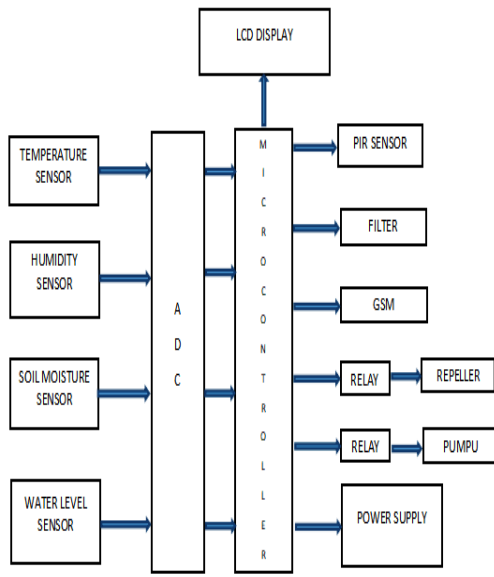 LCD DISPLAY
TEMPERATURE
SENSOR
HUMIDITY
SENSOR
SOIL MOISTURE
SENSOR
WATER LEVEL
SENSOR
A
D
C
M
I
C
R
O
C
O
N
T
R
O
L
L
E
R
PIR SENSOR
FILTER
GSM
RELAY
REPELLER
RELAY
PUMPU
POWER SUPPLY